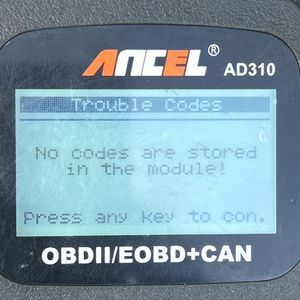 ANCEL®
AD310
Trouble Codes
No codes are stored
in the module!
Press any key to con.
OBDII/EOBD+CAN